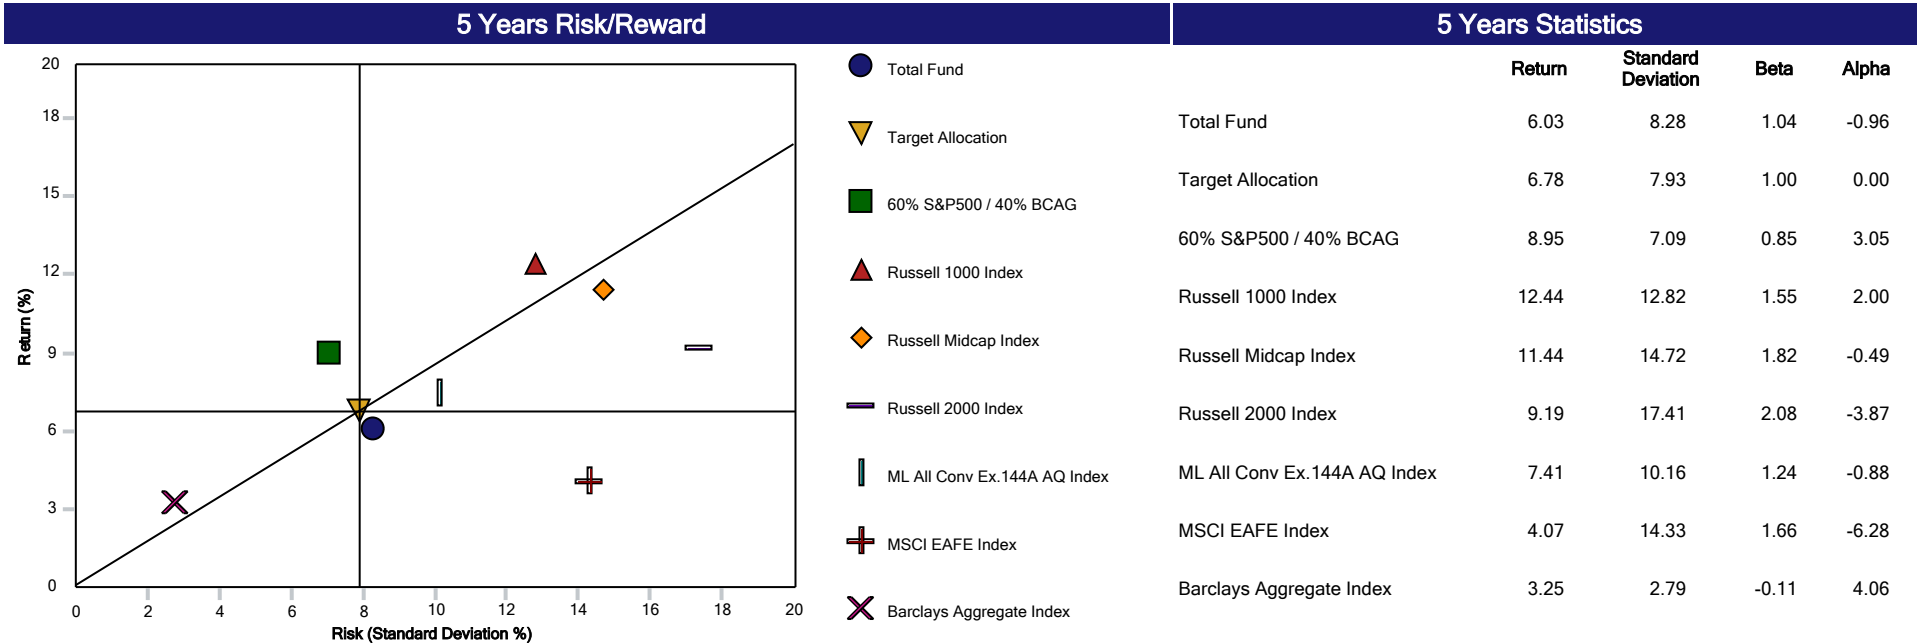 5 Years Risk/Reward
20
18
15
12
9
6
3
0
Return (%)
0 2 4 6 8 10 12 14 16 18 20
Risk (Standard Deviation %)
Total Fund
Target Allocation
60% S&P500 / 40% BCAG
Russell 1000 Index
Russell Midcap Index
Russell 2000 Index
ML All Conv Ex.144A AQ Index
MSCI EAFE Index
Barclays Aggregate Index
5 Years Statistics
Return Standard Deviation Beta Alpha
Total Fund 6.03 8.28 1.04 -0.96
Target Allocation 6.78 7.93 1.00 0.00
60% S&P500 / 40% BCAG 8.95 7.09 0.85 3.05
Russell 1000 Index 12.44 12.82 1.55 2.00
Russell Midcap Index 11.44 14.72 1.82 -0.49
Russell 2000 Index 9.19 17.41 2.08 -3.87
ML All Conv Ex.144A AQ Index 7.41 10.16 1.24 -0.88
MSCI EAFE Index 4.07 14.33 1.66 -6.28
Barclays Aggregate Index 3.25 2.79 -0.11 4.06